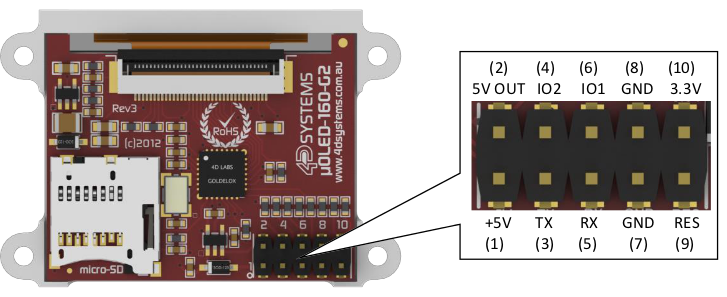 Rev3
(c)2012
RoHS
4D LABS
GOLDELOX
4D SYSTEMS
µOLED-160-G2
www.4dsystems.com.au
2 4 6 8 10
1
micro-SD
(2) (4) (6) (8) (10)
5V OUT IO2 IO1 GND 3.3V
+5V TX RX GND RES
(1) (3) (5) (7) (9)